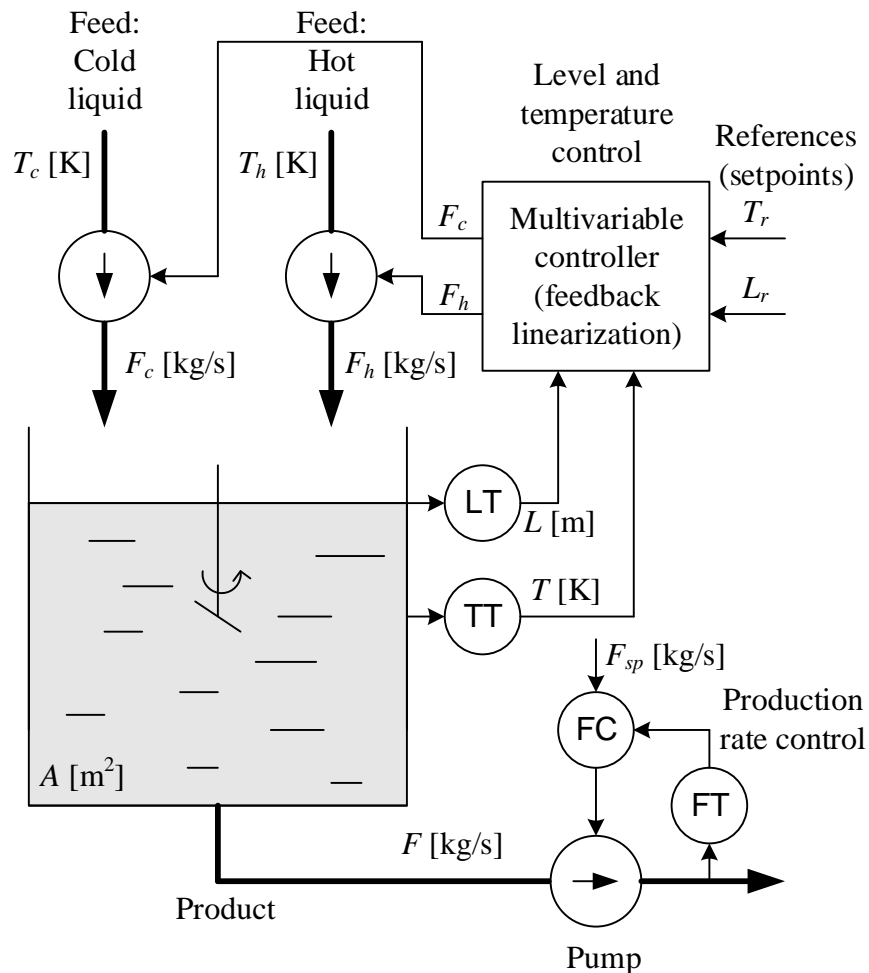 Feed:
Cold
liquid
Feed:
Hot
liquid
Level and
temperature
control
References
(setpoints)
T_c [K]
T_h [K]
F_c
F_h
Multivariable
controller
(feedback
linearization)
T_r
L_r
F_c [kg/s]
F_h [kg/s]
LT
L [m]
TT
T [K]
F_sp [kg/s]
FC
Production
rate control
FT
A [m²]
F [kg/s]
Product
Pump